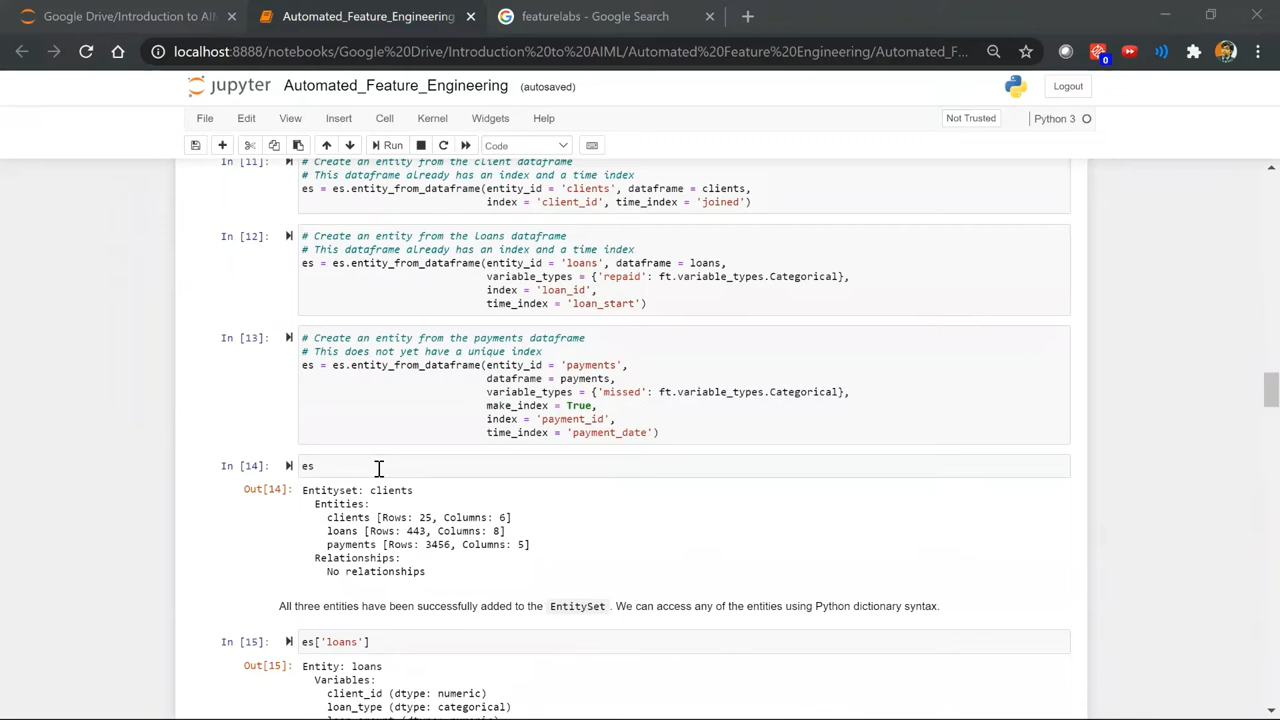 Google Drive/Introduction to AIM
Automated_Feature_Engineering
featurelabs - Google Search
localhost:8888/notebooks/Google%20Drive/Introduction%20to%20AIML/Automated%20Feature%20Engineering/Automated_F...
0
jupyter Automated_Feature_Engineering (autosaved)
Logout
File Edit View Insert Cell Kernel Widgets Help
Not Trusted
Python 3
Run
Code
In [11]:
# Create an entity from the client dataframe
# This dataframe already has an index and a time index
es = es.entity_from_dataframe(entity_id = 'clients', dataframe = clients,
index = 'client_id', time_index = 'joined')
In [12]:
# Create an entity from the loans dataframe
# This dataframe already has an index and a time index
es = es.entity_from_dataframe(entity_id = 'loans', dataframe = loans,
variable_types = {'repaid': ft.variable_types.Categorical},
index = 'loan_id',
time_index = 'loan_start')
In [13]:
# Create an entity from the payments dataframe
# This does not yet have a unique index
es = es.entity_from_dataframe(entity_id = 'payments',
dataframe = payments,
variable_types = {'missed': ft.variable_types.Categorical},
make_index = True,
index = 'payment_id',
time_index = 'payment_date')
In [14]:
es
Out[14]:
Entityset: clients
Entities:
clients [Rows: 25, Columns: 6]
loans [Rows: 443, Columns: 8]
payments [Rows: 3456, Columns: 5]
Relationships:
No relationships
All three entities have been successfully added to the EntitySet. We can access any of the entities using Python dictionary syntax.
In [15]:
es['loans']
Out[15]:
Entity: loans
Variables:
client_id (dtype: numeric)
loan_type (dtype: categorical)